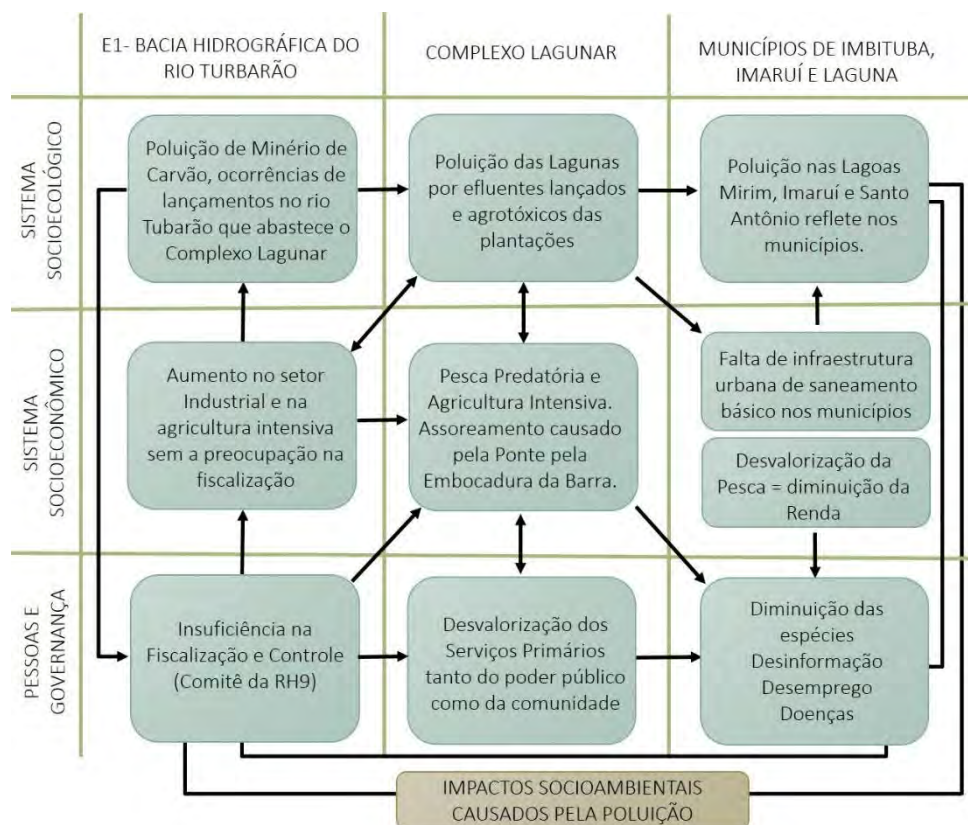 E1- BACIA HIDROGRÁFICA DO
RIO TURBARÃO
COMPLEXO LAGUNAR
MUNICÍPIOS DE IMBITUBA,
IMARUÍ E LAGUNA
SISTEMA
SOCIOECOLÓGICO
Poluição de Minério de
Carvão, ocorrências de
lançamentos no rio
Tubarão que abastece o
Complexo Lagunar
Poluição das Lagunas
por efluentes lançados
e agrotóxicos das
plantações
Poluição nas Lagoas
Mirim, Imaruí e Santo
Antônio reflete nos
municípios.
SISTEMA
SOCIOECONÔMICO
Aumento no setor
Industrial e na
agricultura intensiva
sem a preocupação na
fiscalização
Pesca Predatória e
Agricultura Intensiva.
Assoreamento causado
pela Ponte pela
Embocadura da Barra.
Falta de infraestrutura
urbana de saneamento
básico nos municípios
Desvalorização da
Pesca = diminuição da
Renda
PESSOAS E
GOVERNANÇA
Insuficiência na
Fiscalização e Controle
(Comitê da RH9)
Desvalorização dos
Serviços Primários
tanto do poder público
como da comunidade
Diminuição das
espécies
Desinformação
Desemprego
Doenças
IMPACTOS SOCIOAMBIENTAIS
CAUSADOS PELA POLUIÇÃO